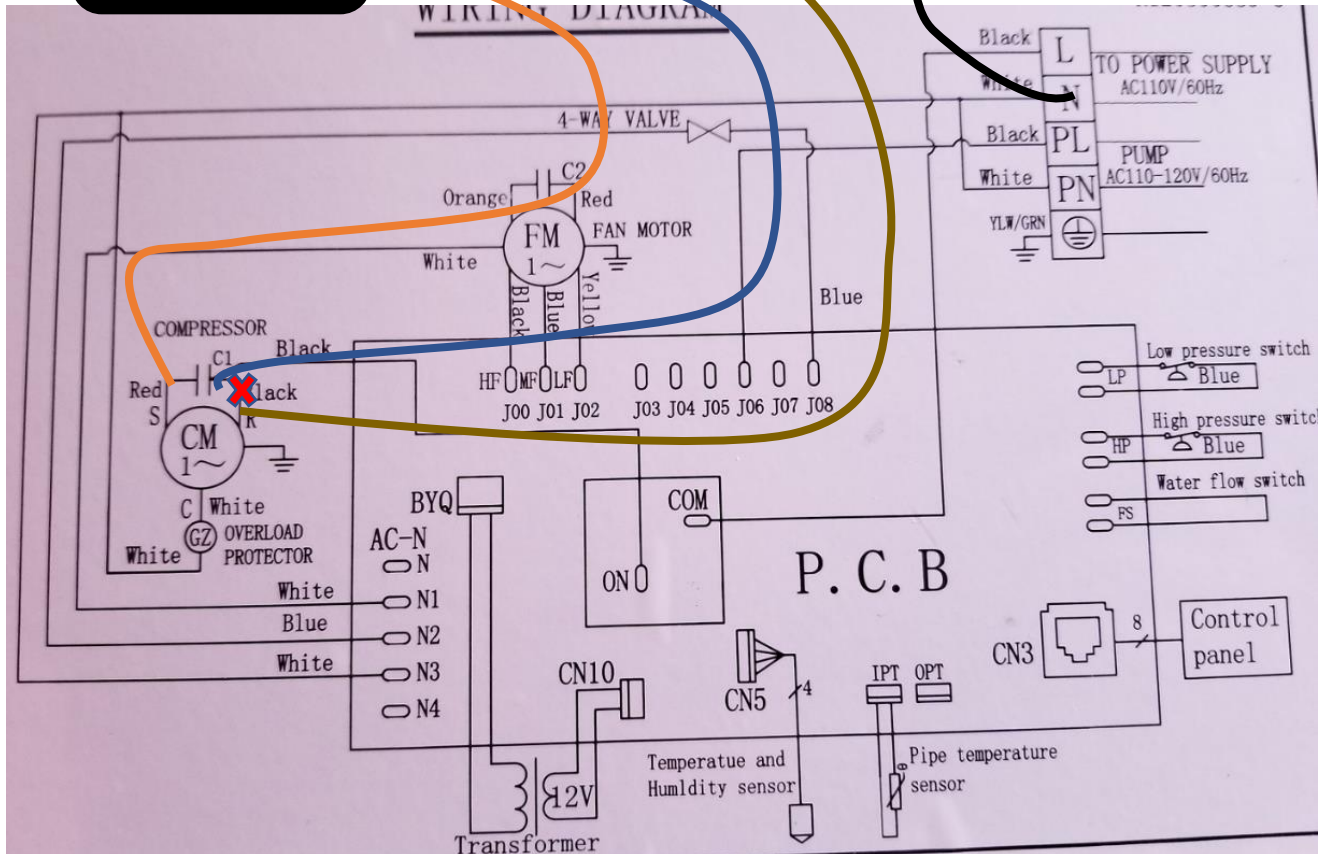 WIRING DIAGRAM
Black
L
TO POWER SUPPLY
White
N
AC110V/60Hz
4-WAY VALVE
Black
PL
PUMP
C2
White
PN
AC110-120V/60Hz
Orange
Red
YLW/GRN
FM
1~
FAN MOTOR
White
Black
Blue
Yellow
Blue
COMPRESSOR
C1
Black
Red
Black
S
R
HF
MF
LF
J00 J01 J02 J03 J04 J05 J06 J07 J08
Low pressure switch
LP
Blue
High pressure switch
HP
Blue
CM
1~
C
White
GZ
OVERLOAD
PROTECTOR
White
BYQ
COM
Water flow switch
FS
AC-N
N
ON
P.C.B
White
N1
Blue
N2
White
N3
N4
CN10
CN5
4
IPT
OPT
CN3
8
Control
panel
12V
Transformer
Temperatue and
Humldity sensor
Pipe temperature
sensor
θ